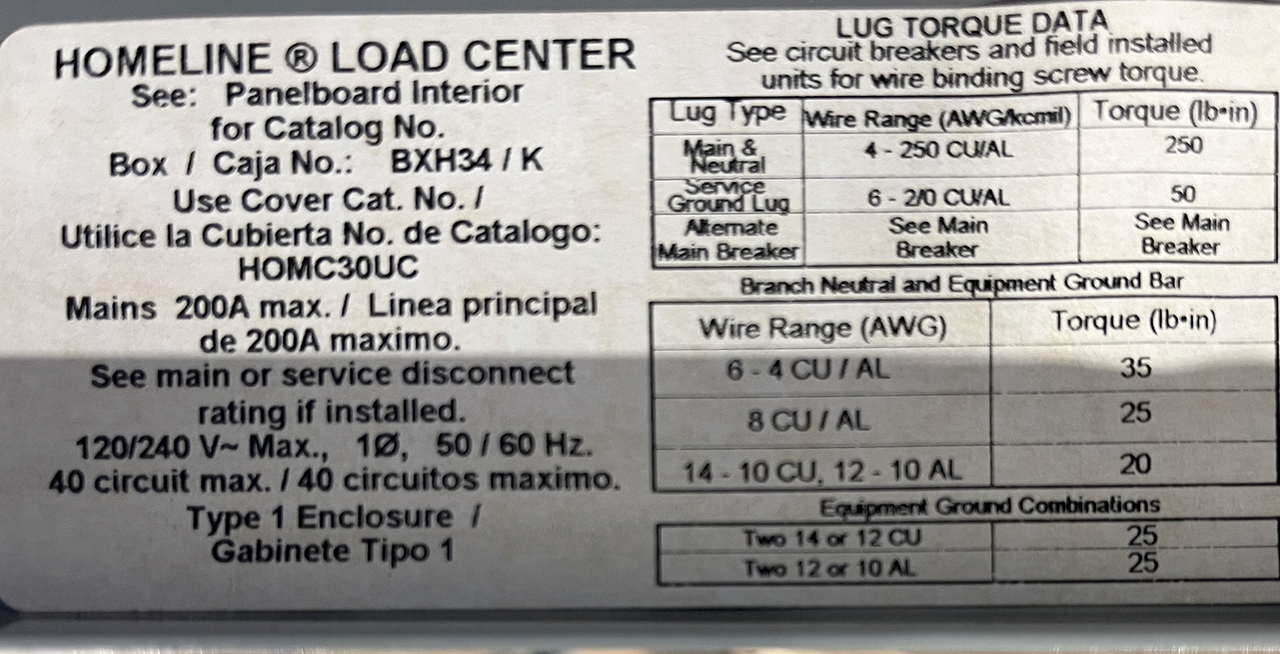 HOMELINE ® LOAD CENTER
See: Panelboard Interior
for Catalog No.
Box / Caja No.: BXH34 / K
Use Cover Cat. No. /
Utilice la Cubierta No. de Catalogo:
HOMC30UC
Mains 200A max. / Linea principal
de 200A maximo.
See main or service disconnect
rating if installed.
120/240 V~ Max., 1Ø, 50 / 60 Hz.
40 circuit max. / 40 circuitos maximo.
Type 1 Enclosure /
Gabinete Tipo 1
LUG TORQUE DATA
See circuit breakers and field installed
units for wire binding screw torque.
Lug Type Wire Range (AWG/kcmil) Torque (lb•in)
Main &
Neutral 4 - 250 CU/AL 250
Service
Ground Lug 6 - 2/0 CU/AL 50
Alternate See Main See Main
Main Breaker Breaker Breaker
Branch Neutral and Equipment Ground Bar
Wire Range (AWG) Torque (lb•in)
6 - 4 CU / AL 35
8 CU / AL 25
14 - 10 CU, 12 - 10 AL 20
Equipment Ground Combinations
Two 14 or 12 CU 25
Two 12 or 10 AL 25